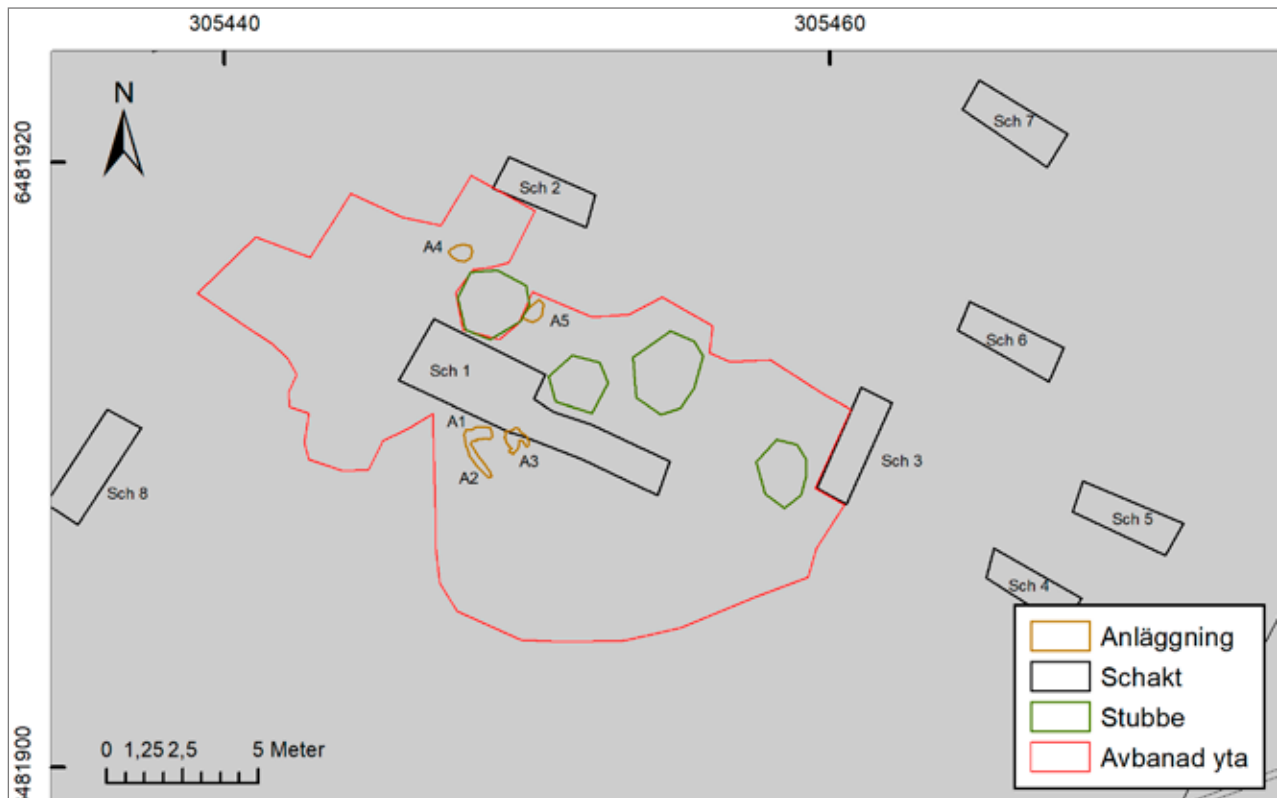 305440 305460
N
6481920
Sch 7
Sch 2
A4
A5
Sch 6
Sch 1
A1
A3
A2
Sch 3
Sch 8
Sch 5
Sch 4
481900
0 1,25 2,5 5 Meter
Anläggning
Schakt
Stubbe
Avbanad yta